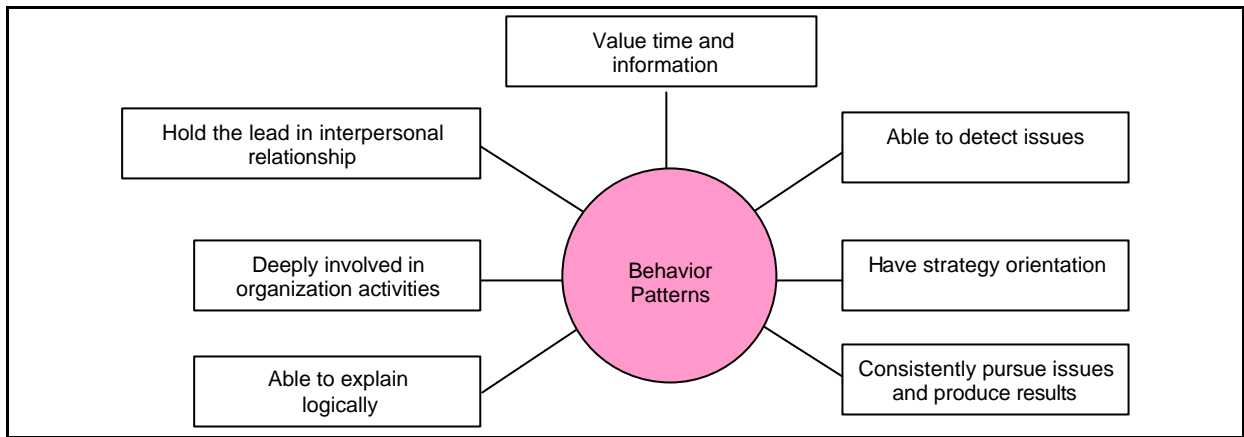 Value time and
information
Hold the lead in interpersonal
relationship
Able to detect issues
Deeply involved in
organization activities
Behavior
Patterns
Have strategy orientation
Able to explain
logically
Consistently pursue issues
and produce results